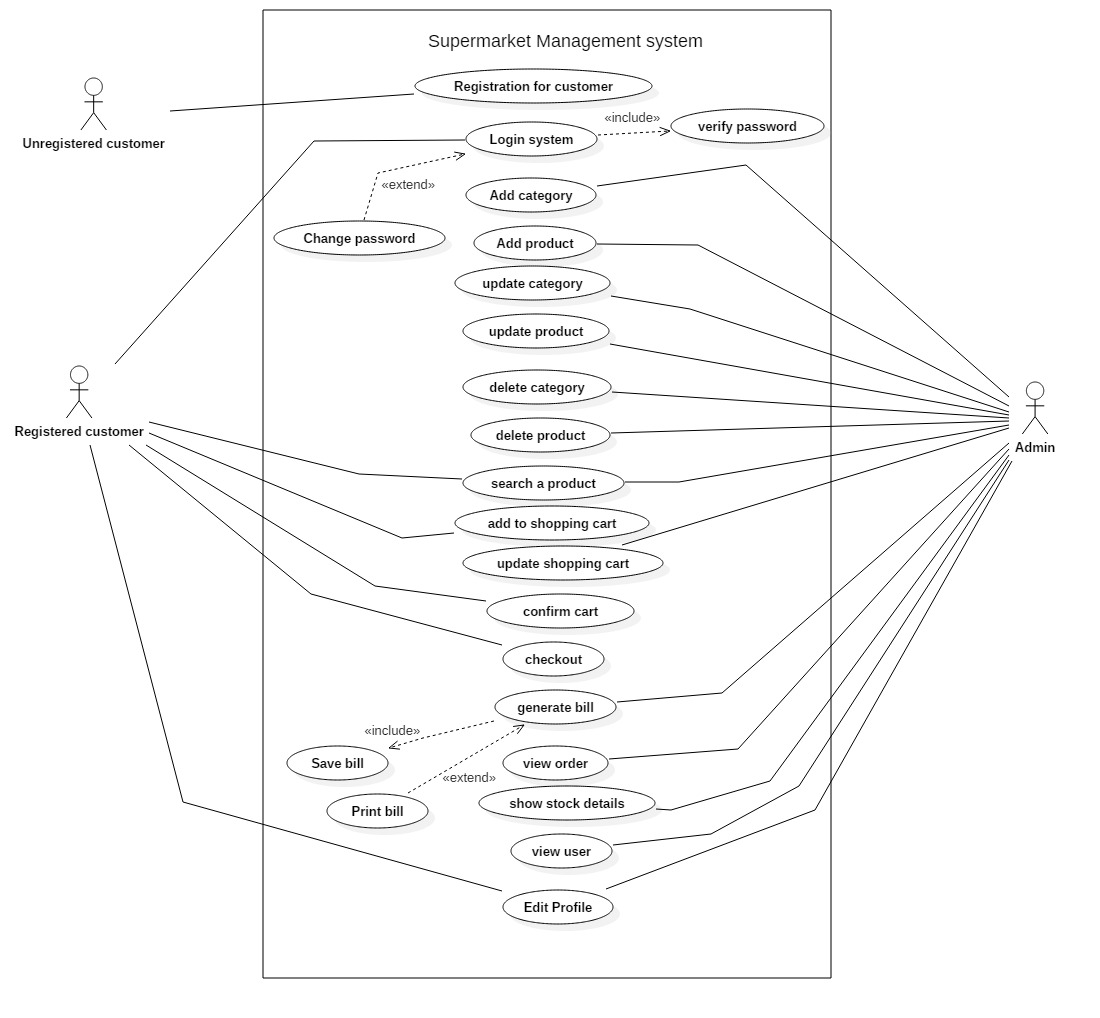 Supermarket Management system
Registration for customer
Unregistered customer
«include»
verify password
Login system
«extend»
Add category
Change password
Add product
update category
update product
delete category
Registered customer
delete product
Admin
search a product
add to shopping cart
update shopping cart
confirm cart
checkout
generate bill
«include»
Save bill
view order
«extend»
Print bill
show stock details
view user
Edit Profile